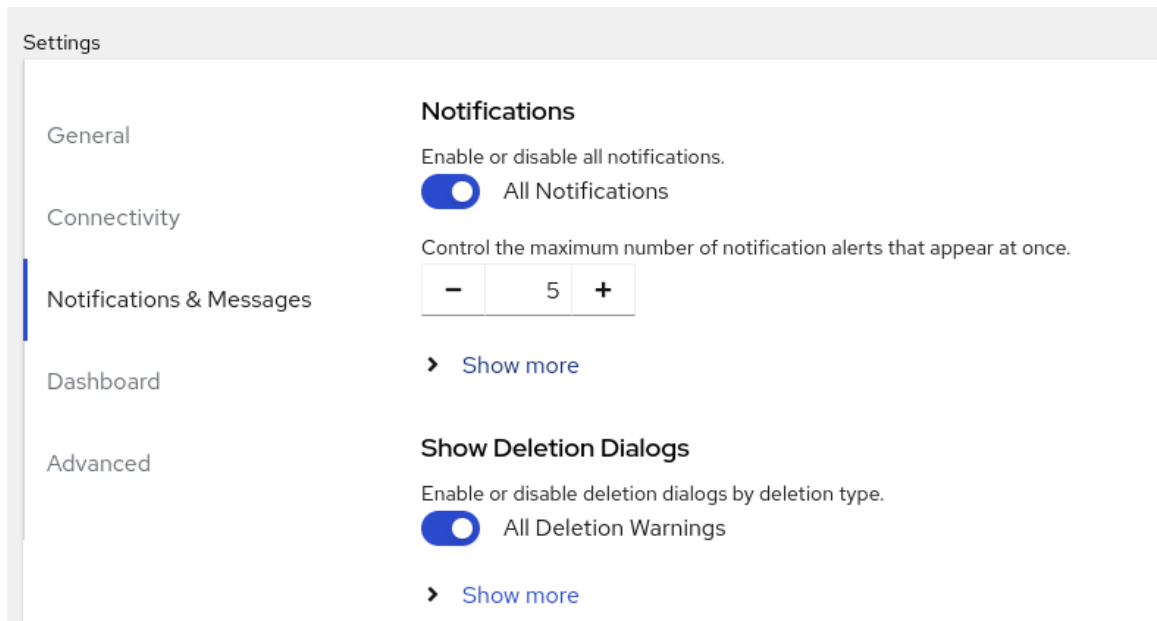 Settings
General
Connectivity
Notifications & Messages
Dashboard
Advanced
Notifications
Enable or disable all notifications.
All Notifications
Control the maximum number of notification alerts that appear at once.
− 5 +
Show more
Show Deletion Dialogs
Enable or disable deletion dialogs by deletion type.
All Deletion Warnings
Show more